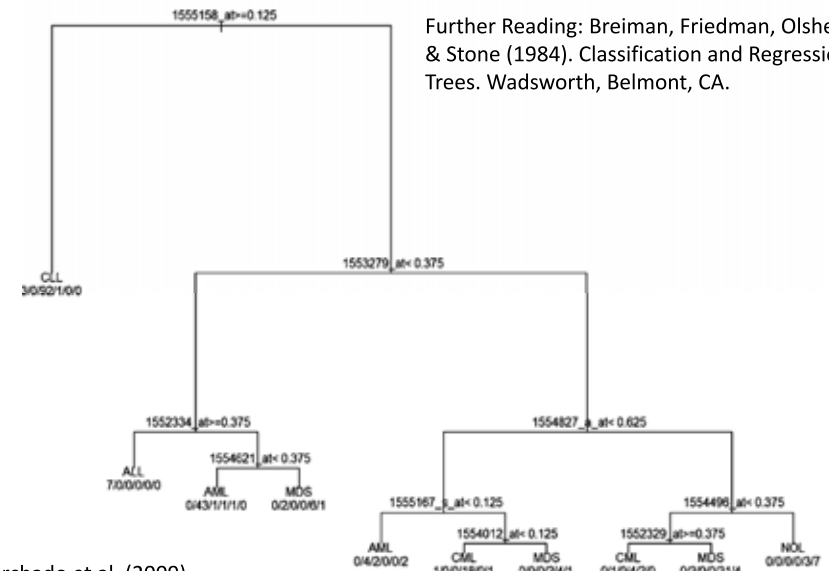 1555158_at>=0.125
Further Reading: Breiman, Friedman, Olshe
& Stone (1984). Classification and Regressio
Trees. Wadsworth, Belmont, CA.
1553279_at< 0.375
CLL
3/0/92/1/0/0
1552334_at>=0.375
1554827_a_at< 0.625
ALL
7/0/0/0/0/0
1554621_at< 0.375
AML
0/43/1/1/1/0
MDS
0/2/0/0/6/1
1555167_s_at< 0.125
1554496_at< 0.375
AML
0/4/2/0/0/2
1554012_at< 0.125
1552329_at>=0.375
CML
MDS
CML
MDS
NOL
0/0/0/0/3/7
(2009)